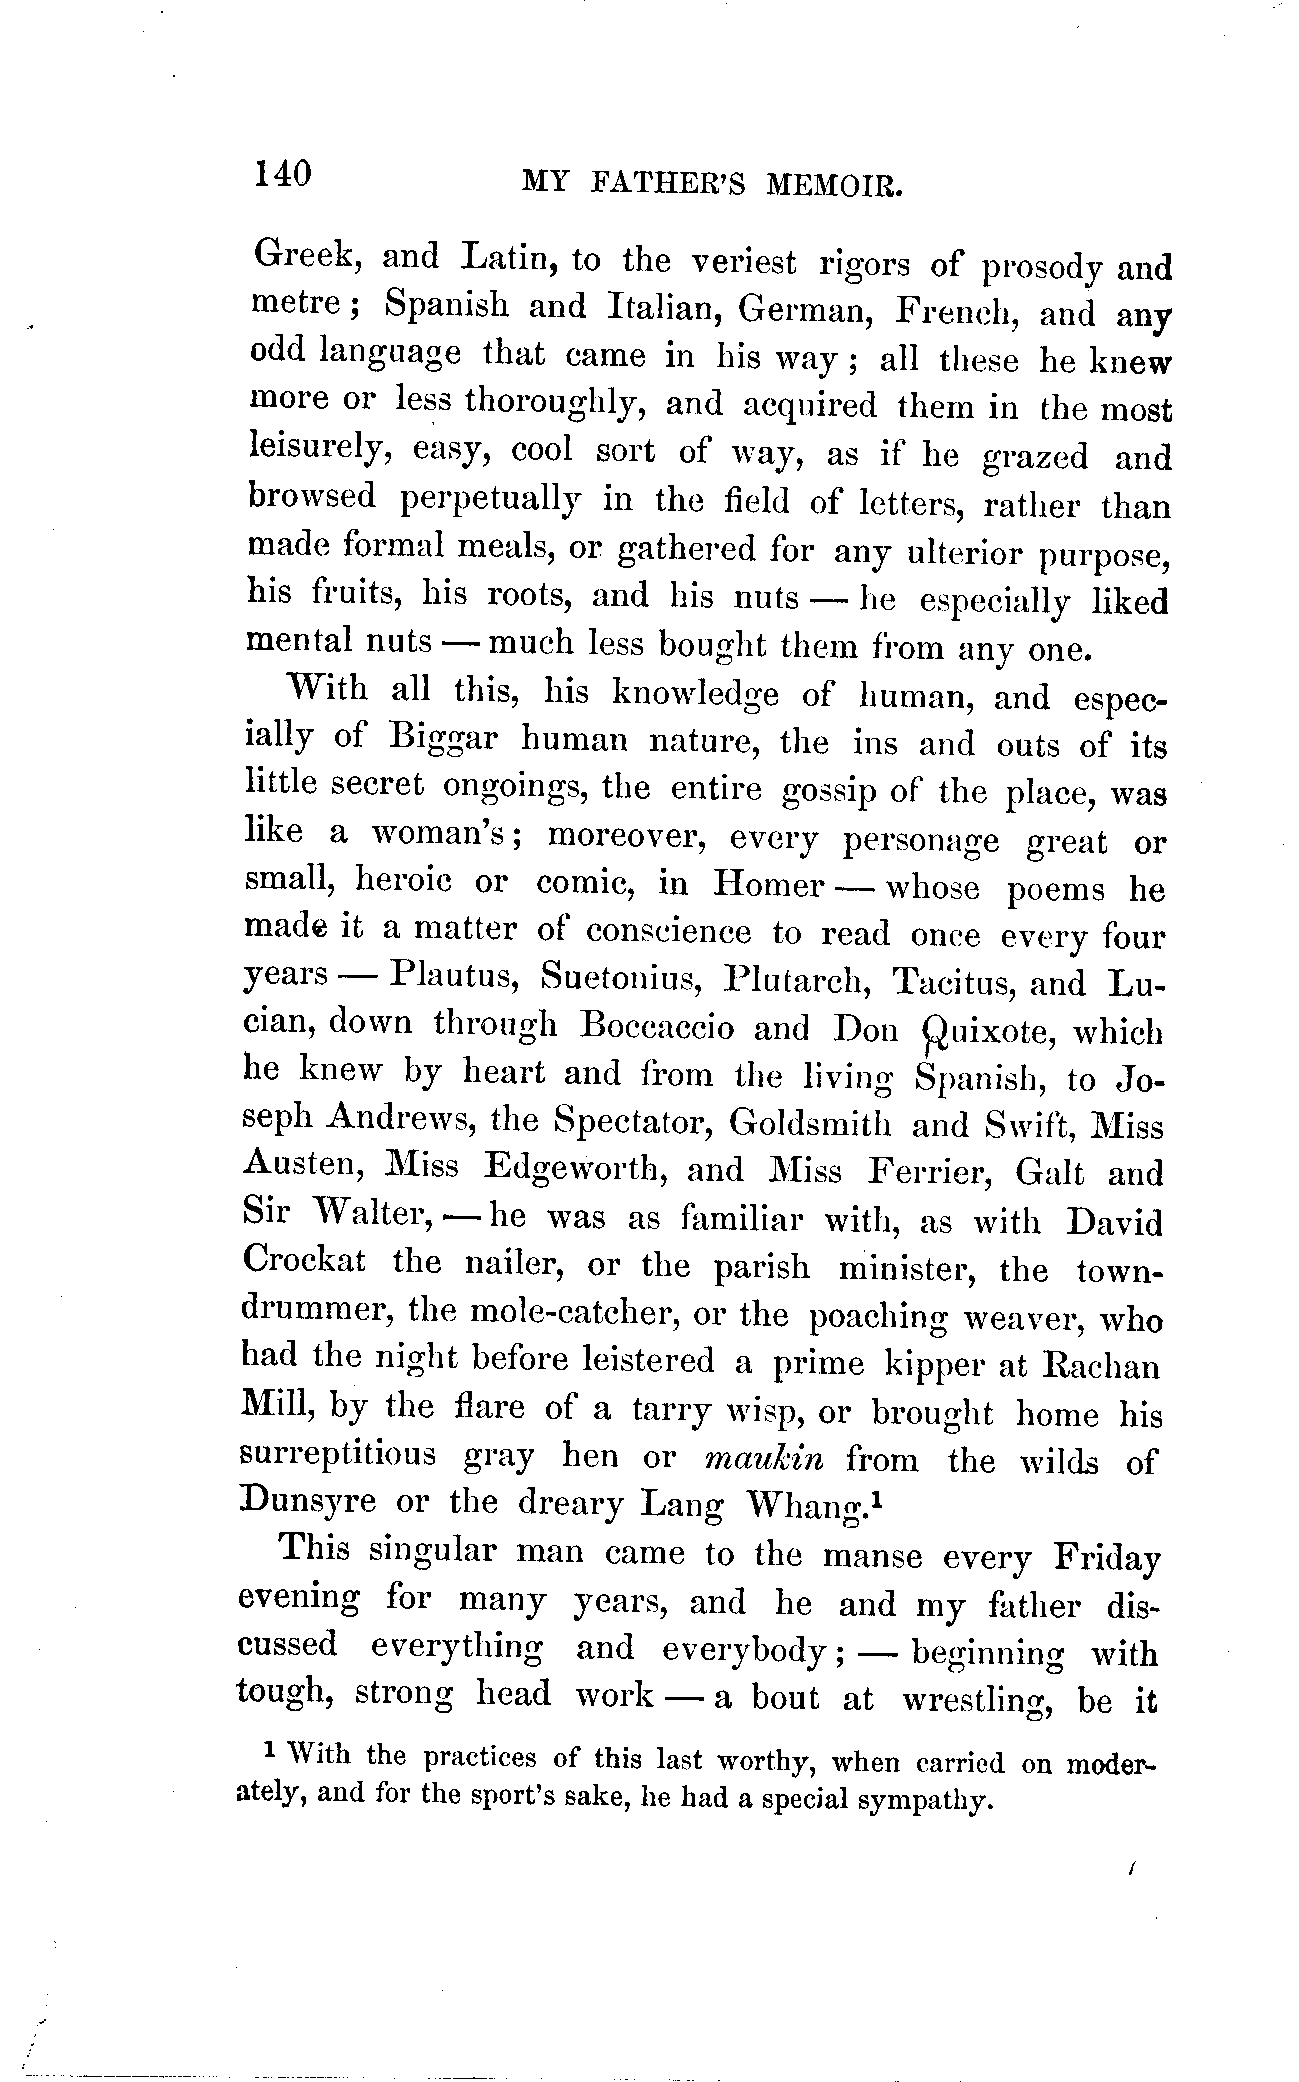 140
MY FATHER'S MEMOIR.
Greek, and Latin, to the veriest rigors of prosody and
metre; Spanish and Italian, German, French, and any
odd language that came in his way; all these he knew
more or less thoroughly, and acquired them in the most
leisurely, easy, cool sort of way, as if he grazed and
browsed perpetually in the field of letters, rather than
made formal meals, or gathered for any ulterior purpose,
his fruits, his roots, and his nuts — he especially liked
mental nuts — much less bought them from any one.
With all this, his knowledge of human, and espec-
ially of Biggar human nature, the ins and outs of its
little secret ongoings, the entire gossip of the place, was
like a woman's; moreover, every personage great or
small, heroic or comic, in Homer — whose poems he
made it a matter of conscience to read once every four
years — Plautus, Suetonius, Plutarch, Tacitus, and Lu-
cian, down through Boccaccio and Don Quixote, which
he knew by heart and from the living Spanish, to Jo-
seph Andrews, the Spectator, Goldsmith and Swift, Miss
Austen, Miss Edgeworth, and Miss Ferrier, Galt and
Sir Walter, — he was as familiar with, as with David
Crockat the nailer, or the parish minister, the town-
drummer, the mole-catcher, or the poaching weaver, who
had the night before leistered a prime kipper at Rachan
Mill, by the flare of a tarry wisp, or brought home his
surreptitious gray hen or maukin from the wilds of
Dunsyre or the dreary Lang Whang.¹
This singular man came to the manse every Friday
evening for many years, and he and my father dis-
cussed everything and everybody; — beginning with
tough, strong head work — a bout at wrestling, be it
¹ With the practices of this last worthy, when carried on moder-
ately, and for the sport's sake, he had a special sympathy.